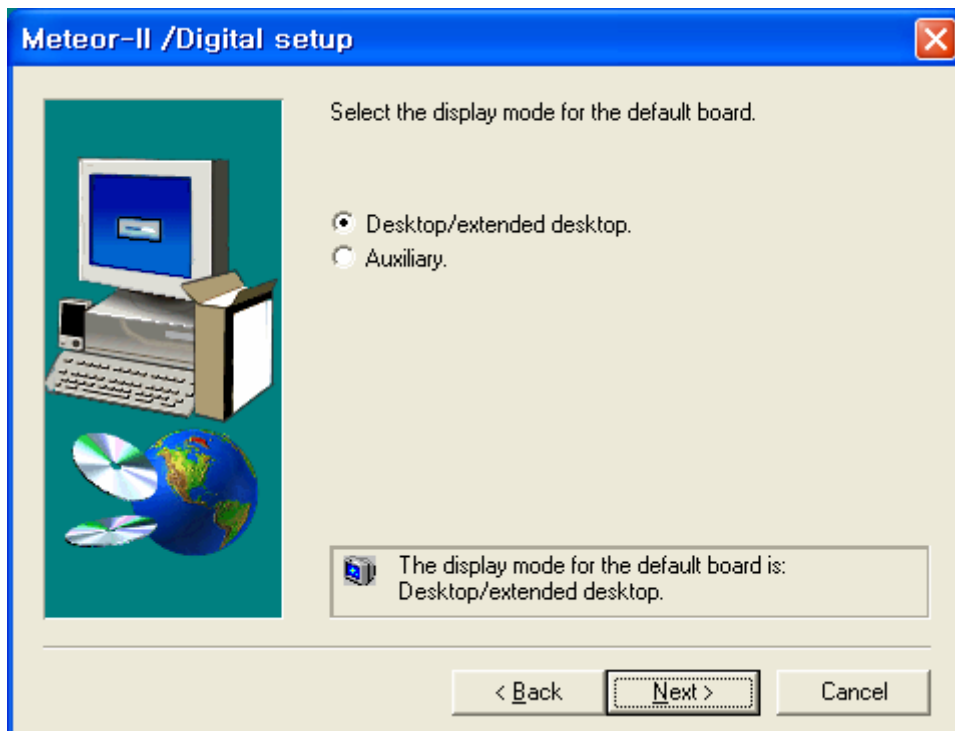 Meteor-II /Digital setup
Select the display mode for the default board.
Desktop/extended desktop.
Auxiliary.
The display mode for the default board is:
Desktop/extended desktop.
< Back
Next >
Cancel